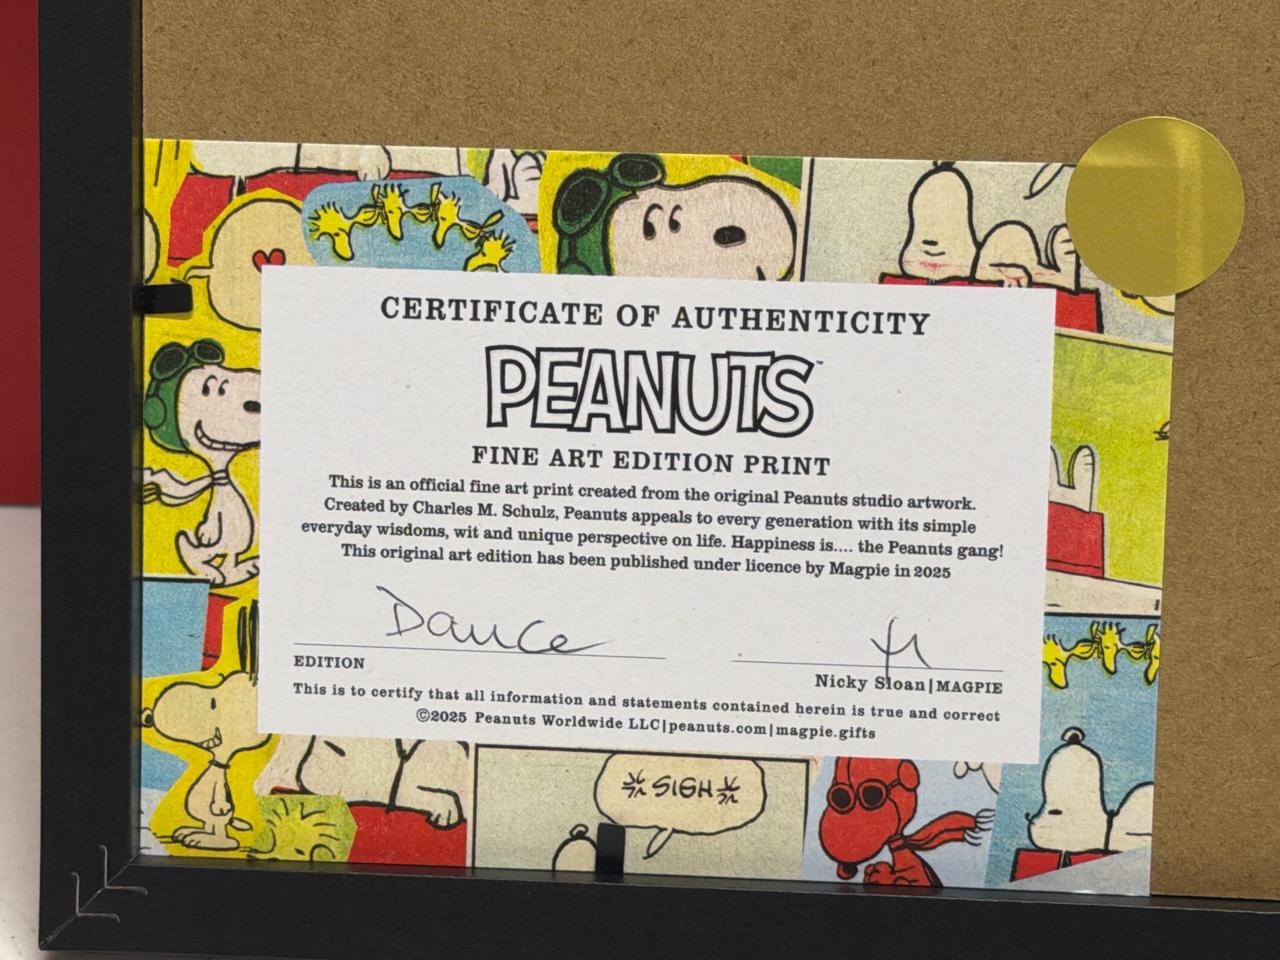 CERTIFICATE OF AUTHENTICITY
PEANUTS™
FINE ART EDITION PRINT
This is an official fine art print created from the original Peanuts studio artwork.
Created by Charles M. Schulz, Peanuts appeals to every generation with its simple
everyday wisdoms, wit and unique perspective on life. Happiness is.... the Peanuts gang!
This original art edition has been published under licence by Magpie in 2025
Dance
EDITION
Nicky Sloan|MAGPIE
This is to certify that all information and statements contained herein is true and correct
©2025 Peanuts Worldwide LLC|peanuts.com|magpie.gifts
SIGH